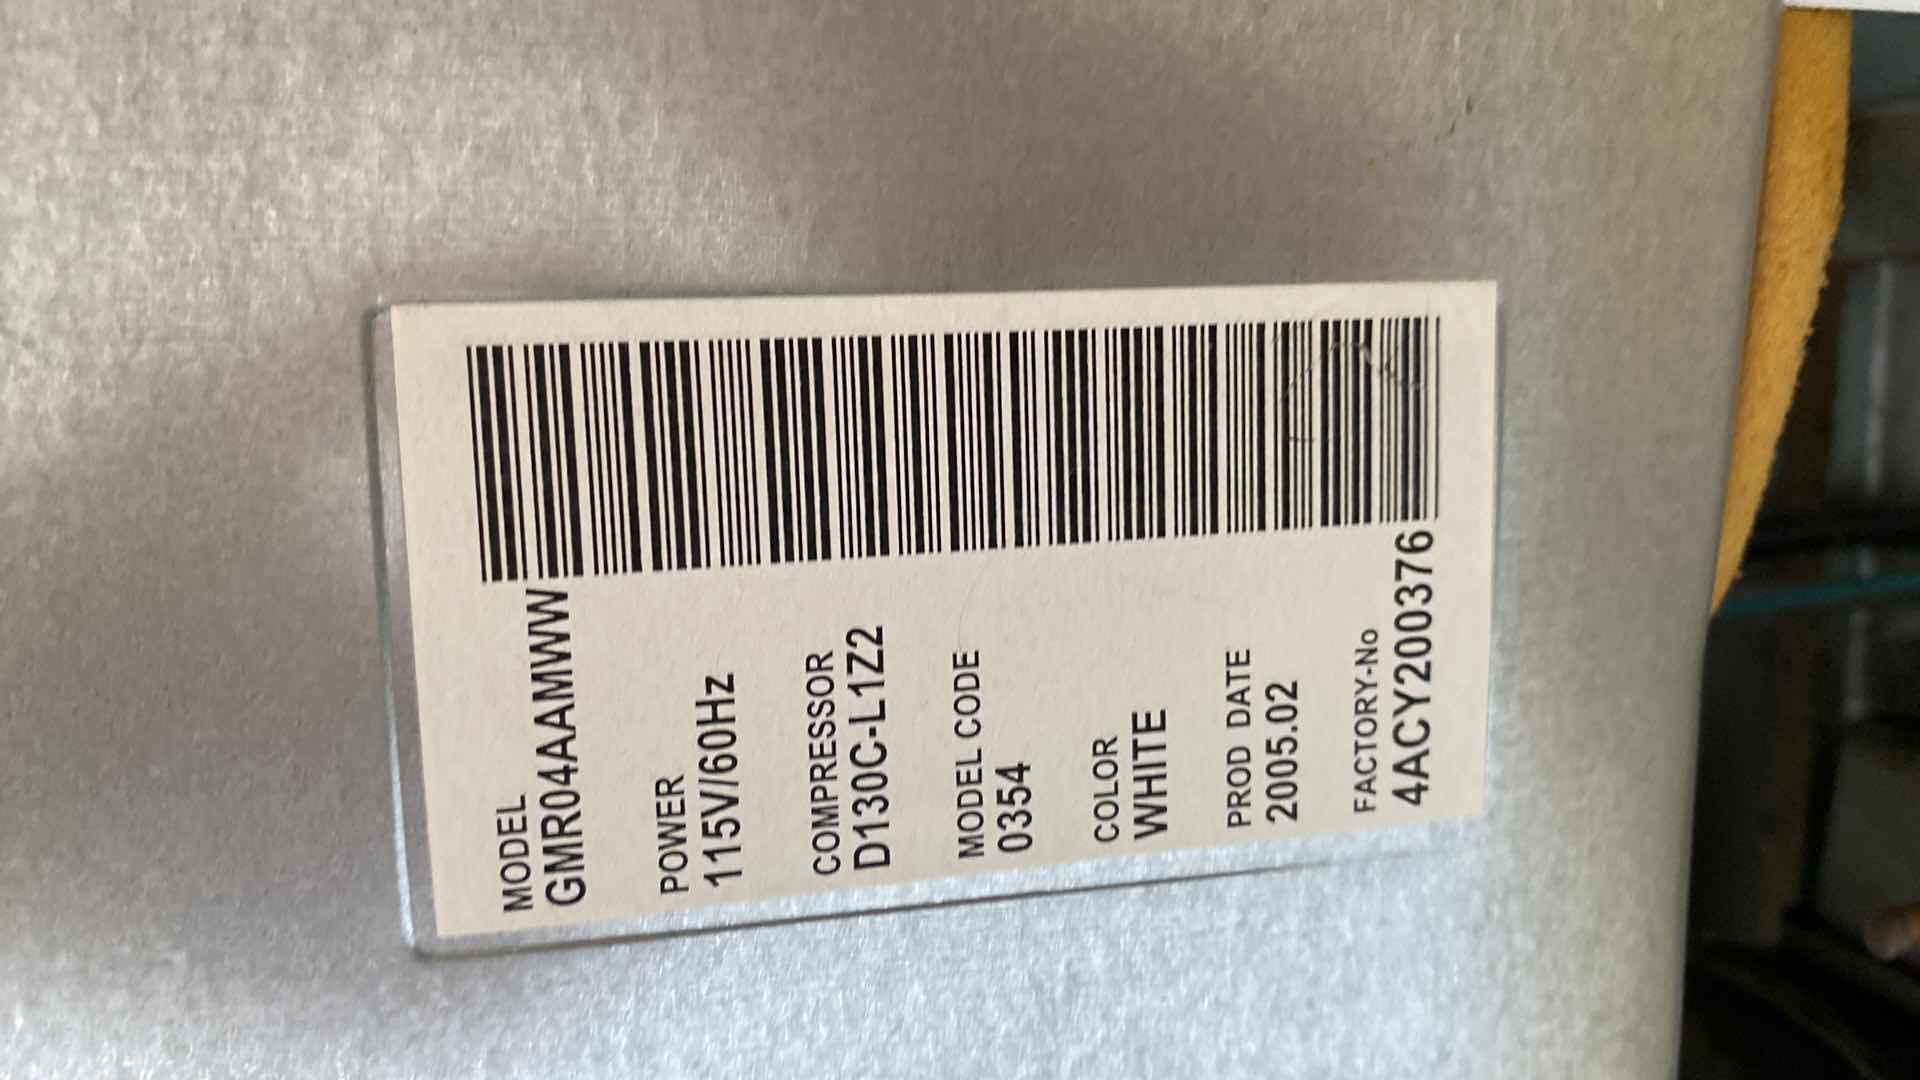 MODEL
GMR04AAMWW
POWER
115V/60Hz
COMPRESSOR
D130C-L1Z2
MODEL CODE
0354
COLOR
WHITE
PROD DATE
2005.02
FACTORY-No
4ACY200376